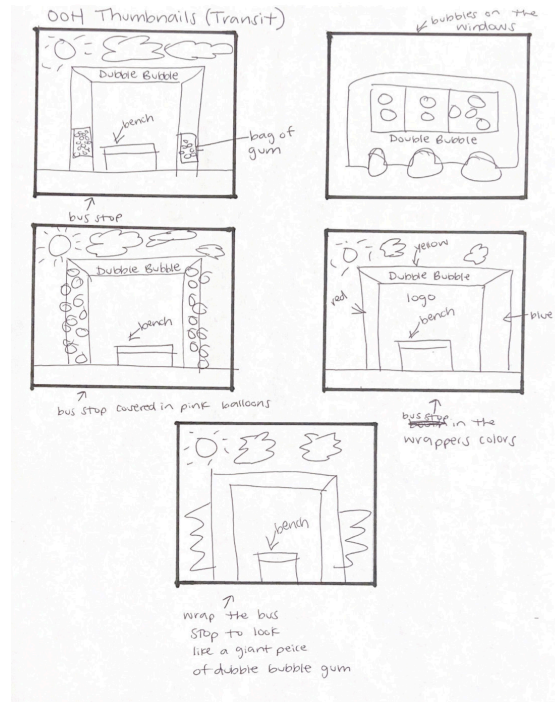 OOH Thumbnails (Transit)
bubbles on the
windows
Dubble Bubble
bench
bag of
gum
bus stop
Double Bubble
Dubble Bubble
bench
bus stop covered in pink balloons
yellow
Dubble Bubble
red
logo
bench
blue
bus stop
in the
wrappers colors
bench
wrap the bus
stop to look
like a giant peice
of dubble bubble gum